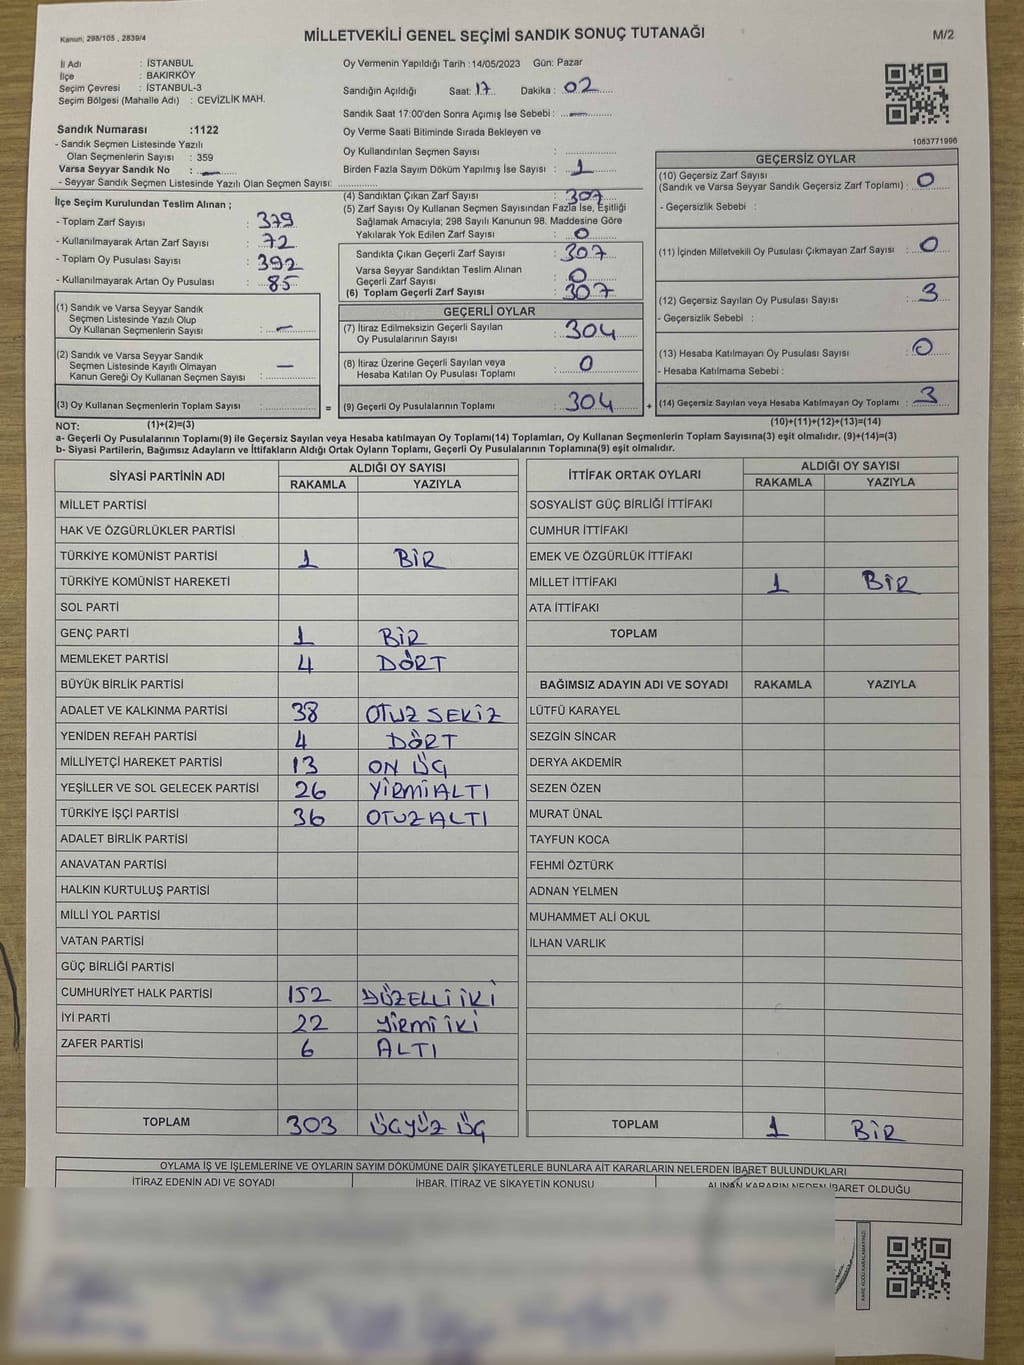 Kanun: 298/105 , 2839/4
MİLLETVEKİLİ GENEL SEÇİMİ SANDIK SONUÇ TUTANAĞI
M/2
İl Adı : İSTANBUL
İlçe : BAKIRKÖY
Seçim Çevresi : İSTANBUL-3
Seçim Bölgesi (Mahalle Adı) : CEVİZLİK MAH.
Sandık Numarası :1122
- Sandık Seçmen Listesinde Yazılı
Olan Seçmenlerin Sayısı : 359
Varsa Seyyar Sandık No : —
- Seyyar Sandık Seçmen Listesinde Yazılı Olan Seçmen Sayısı:
Oy Vermenin Yapıldığı Tarih :14/05/2023 Gün: Pazar
Sandığın Açıldığı Saat: 17 Dakika : 02
Sandık Saat 17:00'den Sonra Açımış İse Sebebi : —
Oy Verme Saati Bitiminde Sırada Bekleyen ve
Oy Kullandırılan Seçmen Sayısı :
Birden Fazla Sayım Döküm Yapılmış İse Sayısı : 1
1083771996
İlçe Seçim Kurulundan Teslim Alınan ;
- Toplam Zarf Sayısı : 379
- Kullanılmayarak Artan Zarf Sayısı : 72
- Toplam Oy Pusulası Sayısı : 392
- Kullanılmayarak Artan Oy Pusulası : 85
(4) Sandıktan Çıkan Zarf Sayısı : 307
(5) Zarf Sayısı Oy Kullanan Seçmen Sayısından Fazla İse, Eşitliği
Sağlamak Amacıyla; 298 Sayılı Kanunun 98. Maddesine Göre
Yakılarak Yok Edilen Zarf Sayısı : 0
Sandıkta Çıkan Geçerli Zarf Sayısı : 307
Varsa Seyyar Sandıktan Teslim Alınan
Geçerli Zarf Sayısı : 0
(6) Toplam Geçerli Zarf Sayısı : 307
GEÇERSİZ OYLAR
(10) Geçersiz Zarf Sayısı
(Sandık ve Varsa Seyyar Sandık Geçersiz Zarf Toplamı) : 0
- Geçersizlik Sebebi :
(11) İçinden Milletvekili Oy Pusulası Çıkmayan Zarf Sayısı : 0
(12) Geçersiz Sayılan Oy Pusulası Sayısı : 3
- Geçersizlik Sebebi :
(13) Hesaba Katılmayan Oy Pusulası Sayısı : 0
- Hesaba Katılmama Sebebi :
(14) Geçersiz Sayılan veya Hesaba Katılmayan Oy Toplamı : 3
(10)+(11)+(12)+(13)=(14)
(1) Sandık ve Varsa Seyyar Sandık
Seçmen Listesinde Yazılı Olup
Oy Kullanan Seçmenlerin Sayısı : —
(2) Sandık ve Varsa Seyyar Sandık
Seçmen Listesinde Kayıtlı Olmayan
Kanun Gereği Oy Kullanan Seçmen Sayısı : —
(3) Oy Kullanan Seçmenlerin Toplam Sayısı :
=
GEÇERLİ OYLAR
(7) İtiraz Edilmeksizin Geçerli Sayılan
Oy Pusulalarının Sayısı : 304
(8) İtiraz Üzerine Geçerli Sayılan veya
Hesaba Katılan Oy Pusulası Toplamı : 0
(9) Geçerli Oy Pusulalarının Toplamı : 304
+
NOT: (1)+(2)=(3)
a- Geçerli Oy Pusulalarının Toplamı(9) ile Geçersiz Sayılan veya Hesaba katılmayan Oy Toplamı(14) Toplamları, Oy Kullanan Seçmenlerin Toplam Sayısına(3) eşit olmalıdır. (9)+(14)=(3)
b- Siyasi Partilerin, Bağımsız Adayların ve İttifakların Aldığı Ortak Oyların Toplamı, Geçerli Oy Pusulalarının Toplamına(9) eşit olmalıdır.
SİYASİ PARTİNİN ADI ALDIĞI OY SAYISI
RAKAMLA YAZIYLA
MİLLET PARTİSİ
HAK VE ÖZGÜRLÜKLER PARTİSİ
TÜRKİYE KOMÜNİST PARTİSİ 1 BİR
TÜRKİYE KOMÜNİST HAREKETİ
SOL PARTİ
GENÇ PARTİ 1 BİR
MEMLEKET PARTİSİ 4 DÖRT
BÜYÜK BİRLİK PARTİSİ
ADALET VE KALKINMA PARTİSİ 38 OTUZ SEKİZ
YENİDEN REFAH PARTİSİ 4 DÖRT
MİLLİYETÇİ HAREKET PARTİSİ 13 ON ÜÇ
YEŞİLLER VE SOL GELECEK PARTİSİ 26 YİRMİ ALTI
TÜRKİYE İŞÇİ PARTİSİ 36 OTUZ ALTI
ADALET BİRLİK PARTİSİ
ANAVATAN PARTİSİ
HALKIN KURTULUŞ PARTİSİ
MİLLİ YOL PARTİSİ
VATAN PARTİSİ
GÜÇ BİRLİĞİ PARTİSİ
CUMHURİYET HALK PARTİSİ 152 YÜZELLİ İKİ
İYİ PARTİ 22 YİRMİ İKİ
ZAFER PARTİSİ 6 ALTI
TOPLAM 303 ÜÇYÜZ ÜÇ
İTTİFAK ORTAK OYLARI ALDIĞI OY SAYISI
RAKAMLA YAZIYLA
SOSYALİST GÜÇ BİRLİĞİ İTTİFAKI
CUMHUR İTTİFAKI
EMEK VE ÖZGÜRLÜK İTTİFAKI
MİLLET İTTİFAKI 1 BİR
ATA İTTİFAKI
TOPLAM
BAĞIMSIZ ADAYIN ADI VE SOYADI RAKAMLA YAZIYLA
LÜTFÜ KARAYEL
SEZGİN SİNCAR
DERYA AKDEMİR
SEZEN ÖZEN
MURAT ÜNAL
TAYFUN KOCA
FEHMİ ÖZTÜRK
ADNAN YELMEN
MUHAMMET ALİ OKUL
İLHAN VARLIK
TOPLAM 1 BİR
OYLAMA İŞ VE İŞLEMLERİNE VE OYLARIN SAYIM DÖKÜMÜNE DAİR ŞİKAYETLERLE BUNLARA AİT KARARLARIN NELERDEN İBARET BULUNDUKLARI
İTİRAZ EDENİN ADI VE SOYADI İHBAR, İTİRAZ VE ŞİKAYETİN KONUSU ALINAN KARARIN NEDEN İBARET OLDUĞU
KARE KODU KARALAMAYINIZ!